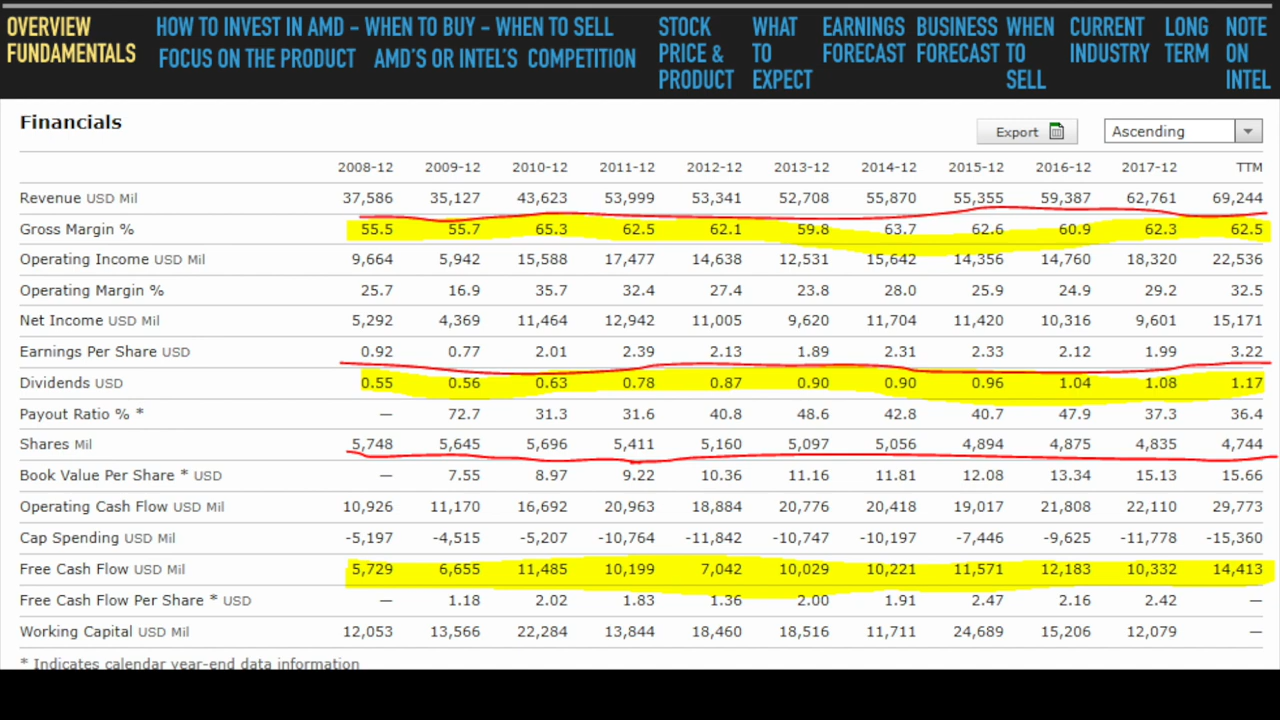 OVERVIEW FUNDAMENTALS
HOW TO INVEST IN AMD – WHEN TO BUY – WHEN TO SELL
FOCUS ON THE PRODUCT AMD'S OR INTEL'S COMPETITION
STOCK PRICE & PRODUCT
WHAT TO EXPECT
EARNINGS FORECAST
BUSINESS FORECAST
WHEN TO SELL
CURRENT INDUSTRY
LONG TERM
NOTE ON INTEL
Financials
Export
Ascending
2008-12 2009-12 2010-12 2011-12 2012-12 2013-12 2014-12 2015-12 2016-12 2017-12 TTM
Revenue USD Mil 37,586 35,127 43,623 53,999 53,341 52,708 55,870 55,355 59,387 62,761 69,244
Gross Margin % 55.5 55.7 65.3 62.5 62.1 59.8 63.7 62.6 60.9 62.3 62.5
Operating Income USD Mil 9,664 5,942 15,588 17,477 14,638 12,531 15,642 14,356 14,760 18,320 22,536
Operating Margin % 25.7 16.9 35.7 32.4 27.4 23.8 28.0 25.9 24.9 29.2 32.5
Net Income USD Mil 5,292 4,369 11,464 12,942 11,005 9,620 11,704 11,420 10,316 9,601 15,171
Earnings Per Share USD 0.92 0.77 2.01 2.39 2.13 1.89 2.31 2.33 2.12 1.99 3.22
Dividends USD 0.55 0.56 0.63 0.78 0.87 0.90 0.90 0.96 1.04 1.08 1.17
Payout Ratio % * — 72.7 31.3 31.6 40.8 48.6 42.8 40.7 47.9 37.3 36.4
Shares Mil 5,748 5,645 5,696 5,411 5,160 5,097 5,056 4,894 4,875 4,835 4,744
Book Value Per Share * USD — 7.55 8.97 9.22 10.36 11.16 11.81 12.08 13.34 15.13 15.66
Operating Cash Flow USD Mil 10,926 11,170 16,692 20,963 18,884 20,776 20,418 19,017 21,808 22,110 29,773
Cap Spending USD Mil -5,197 -4,515 -5,207 -10,764 -11,842 -10,747 -10,197 -7,446 -9,625 -11,778 -15,360
Free Cash Flow USD Mil 5,729 6,655 11,485 10,199 7,042 10,029 10,221 11,571 12,183 10,332 14,413
Free Cash Flow Per Share * USD — 1.18 2.02 1.83 1.36 2.00 1.91 2.47 2.16 2.42 —
Working Capital USD Mil 12,053 13,566 22,284 13,844 18,460 18,516 11,711 24,689 15,206 12,079 —
* Indicates calendar year-end data information